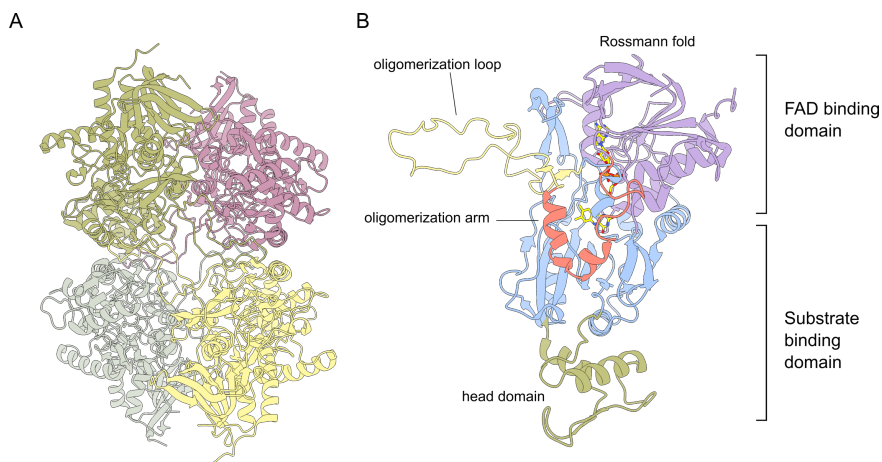 A
B
Rossmann fold
oligomerization loop
FAD binding
domain
oligomerization arm
Substrate
binding
domain
head domain